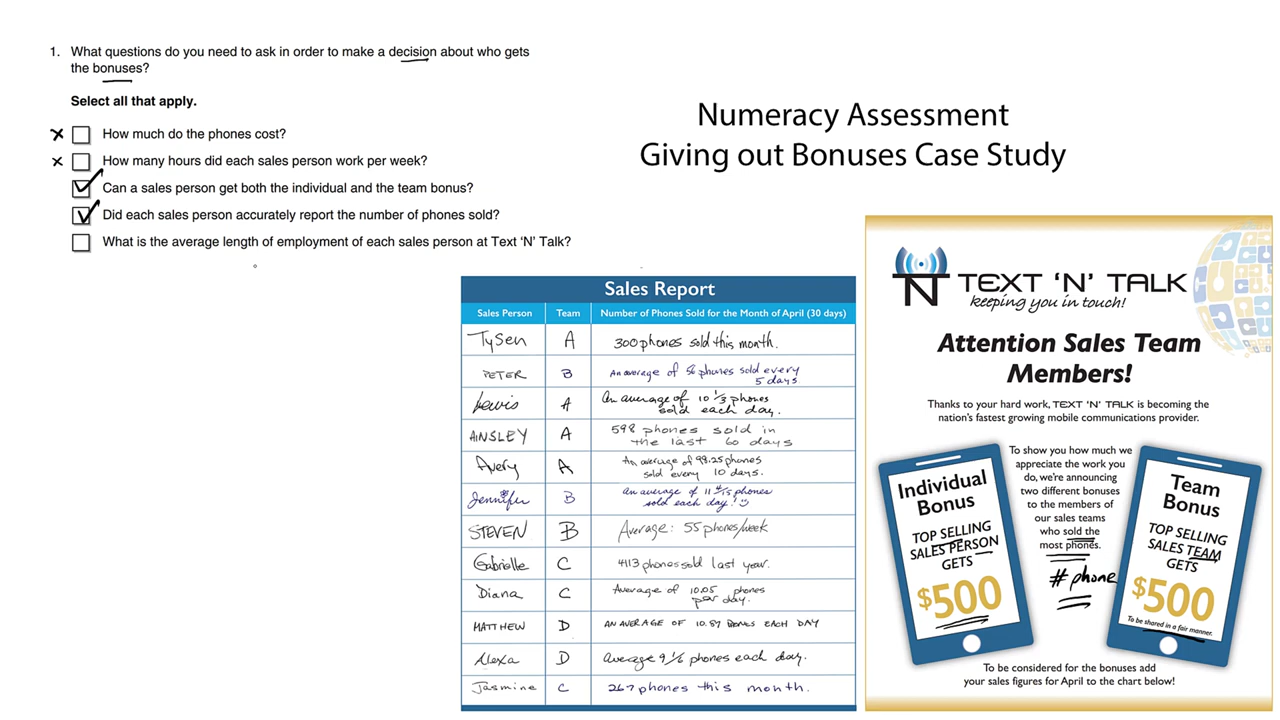 1. What questions do you need to ask in order to make a decision about who gets
the bonuses?
Select all that apply.
How much do the phones cost?
How many hours did each sales person work per week?
Can a sales person get both the individual and the team bonus?
Did each sales person accurately report the number of phones sold?
What is the average length of employment of each sales person at Text ‘N’ Talk?
Numeracy Assessment
Giving out Bonuses Case Study
Sales Report
Sales Person Team Number of Phones Sold for the Month of April (30 days)
Tysen A 300 phones sold this month.
PETER B An average of 56 phones sold every
5 days
Lewis A An average of 10 1/3 phones
sold each day.
AINSLEY A 598 phones sold in
the last 60 days
Avery A An average of 98.25 phones
sold every 10 days.
Jennifer B An average of 11 4/15 phones
sold each day!
STEVEN B Average: 55 phones/week
Gabrielle C 4113 phones sold last year.
Diana C Average of 10.05 phones
per day.
MATTHEW D AN AVERAGE OF 10.87 PHONES EACH DAY
Alexa D Average 9 1/6 phones each day.
Jasmine C 267 phones this month.
N TEXT ‘N’ TALK
keeping you in touch!
Attention Sales Team
Members!
Thanks to your hard work, TEXT ‘N’ TALK is becoming the
nation's fastest growing mobile communications provider.
Individual
Bonus
TOP SELLING
SALES PERSON
GETS
$500
To show you how much we
appreciate the work you
do, we're announcing
two different bonuses
to the members of
our sales teams
who sold the
most phones.
# phone
Team
Bonus
TOP SELLING
SALES TEAM
GETS
$500
To be shared in a fair manner.
To be considered for the bonuses add
your sales figures for April to the chart below!